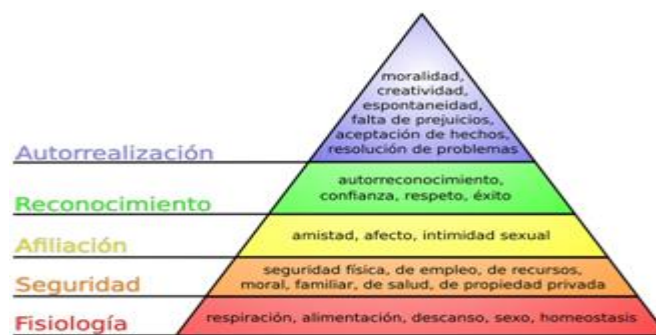 moralidad,
creatividad,
espontaneidad,
falta de prejuicios,
aceptación de hechos,
resolución de problemas
Autorrealización
autorreconocimiento,
confianza, respeto, éxito
Reconocimiento
amistad, afecto, intimidad sexual
Afiliación
seguridad física, de empleo, de recursos,
moral, familiar, de salud, de propiedad privada
Seguridad
respiración, alimentación, descanso, sexo, homeostasis
Fisiología